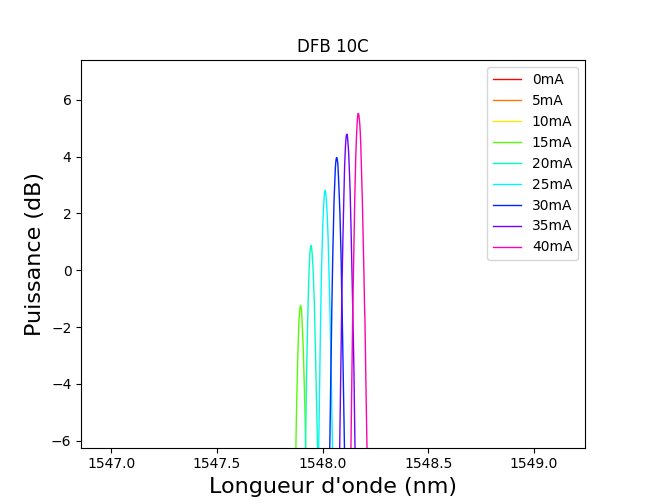 DFB 10C
Puissance (dB)
6
4
2
0
−2
−4
−6
0mA
5mA
10mA
15mA
20mA
25mA
30mA
35mA
40mA
1547.0 1547.5 1548.0 1548.5 1549.0
Longueur d'onde (nm)